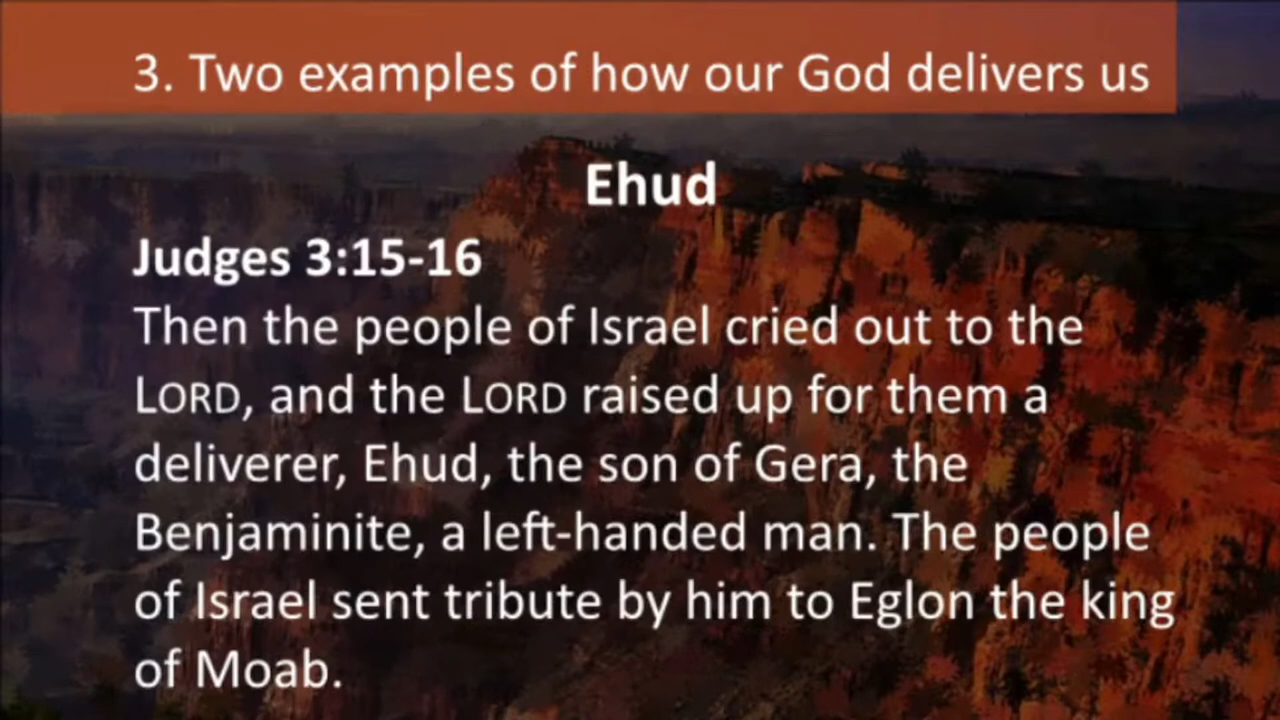 3. Two examples of how our God delivers us
Ehud
Judges 3:15-16
Then the people of Israel cried out to the
LORD, and the LORD raised up for them a
deliverer, Ehud, the son of Gera, the
Benjaminite, a left-handed man. The people
of Israel sent tribute by him to Eglon the king
of Moab.